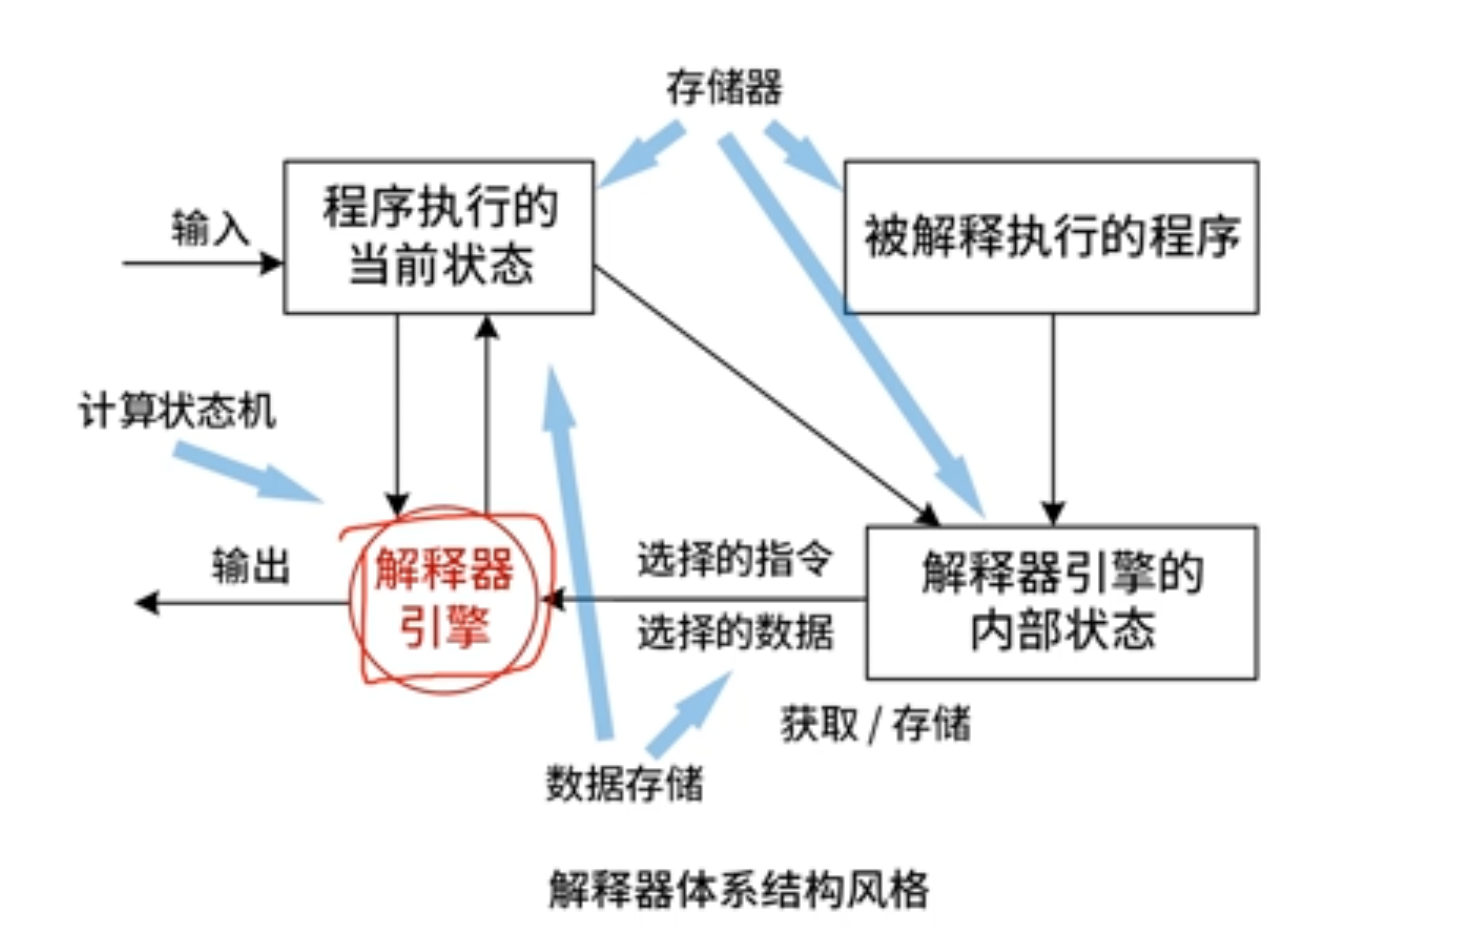 存储器
程序执行的
当前状态
被解释执行的程序
输入
计算状态机
输出
解释器
引擎
选择的指令
选择的数据
解释器引擎的
内部状态
获取 / 存储
数据存储
解释器体系结构风格